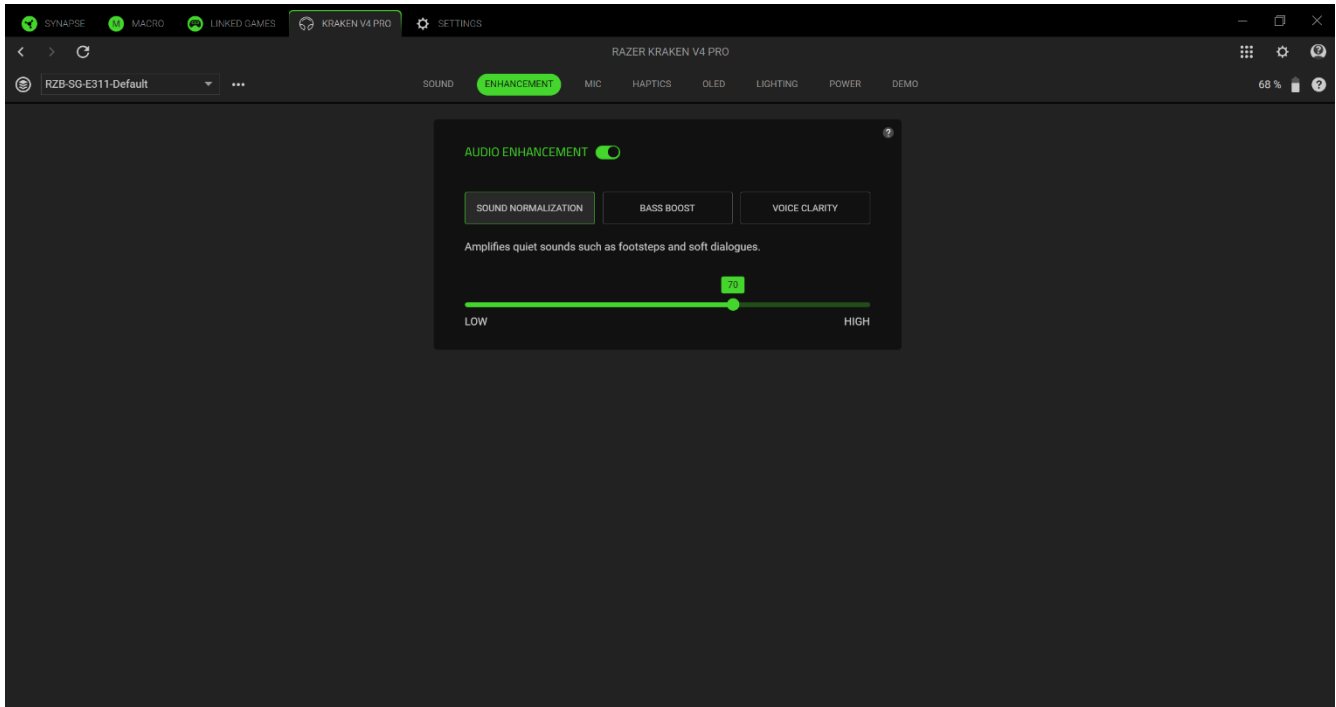 SYNAPSE MACRO LINKED GAMES KRAKEN V4 PRO SETTINGS
RAZER KRAKEN V4 PRO
RZB-SG-E311-Default SOUND ENHANCEMENT MIC HAPTICS OLED LIGHTING POWER DEMO 68 %
AUDIO ENHANCEMENT
SOUND NORMALIZATION BASS BOOST VOICE CLARITY
Amplifies quiet sounds such as footsteps and soft dialogues.
70
LOW HIGH